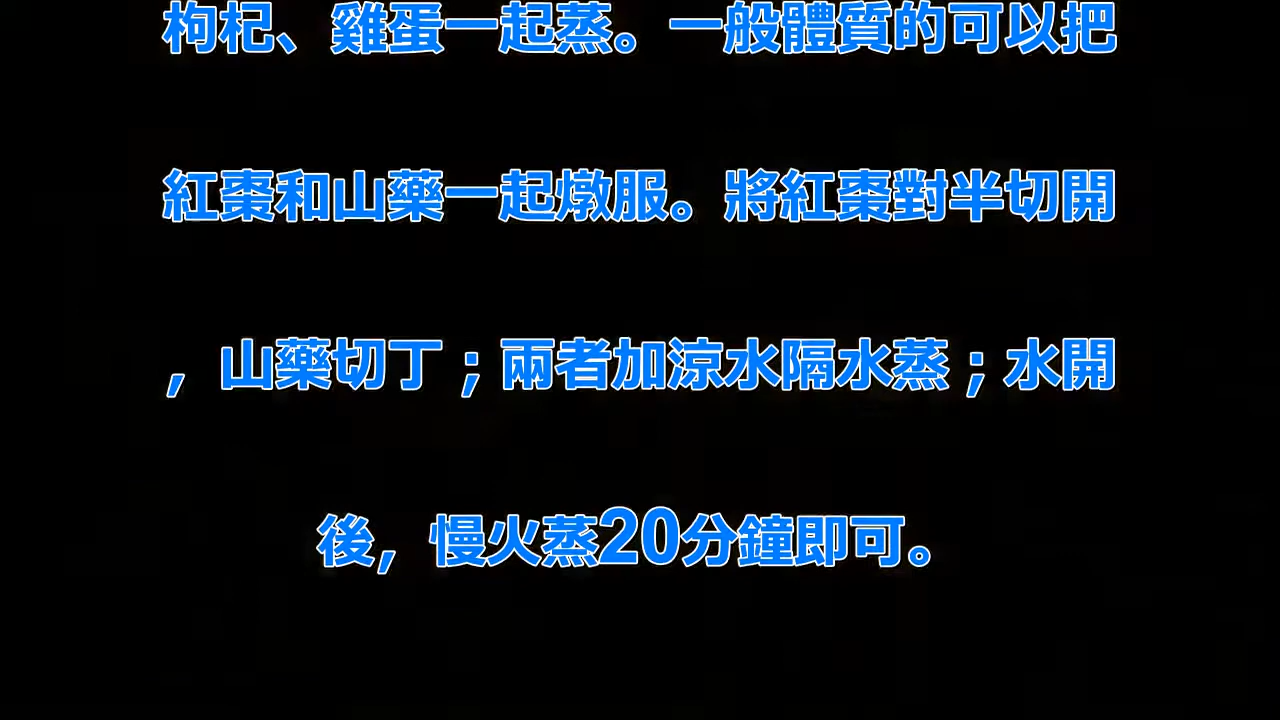 枸杞、雞蛋一起蒸。一般體質的可以把
紅棗和山藥一起燉服。將紅棗對半切開
，山藥切丁；兩者加涼水隔水蒸；水開
後，慢火蒸20分鐘即可。